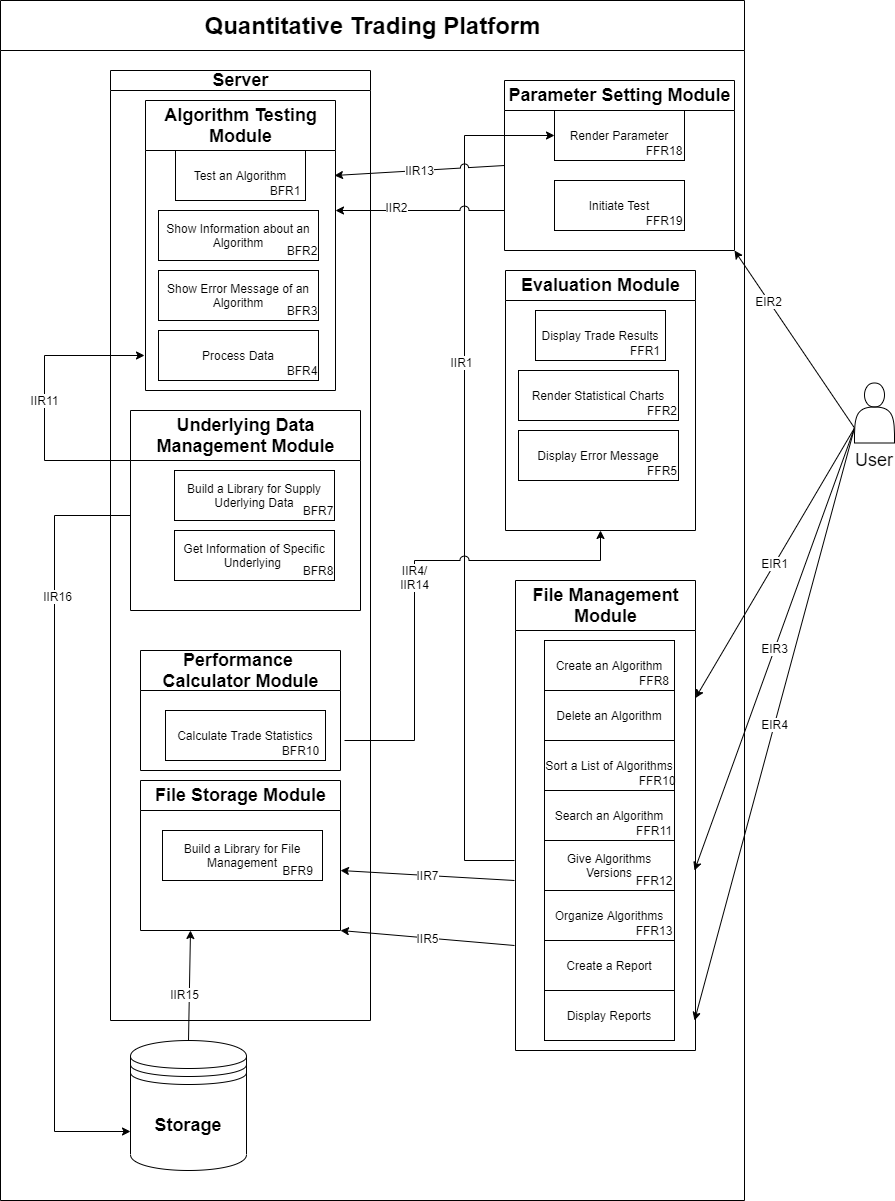 Quantitative Trading Platform
Server
Algorithm Testing
Module
Test an Algorithm
BFR1
Show Information about an
Algorithm
BFR2
Show Error Message of an
Algorithm
BFR3
Process Data
BFR4
Underlying Data
Management Module
Build a Library for Supply
Uderlying Data
BFR7
Get Information of Specific
Underlying
BFR8
Performance
Calculator Module
Calculate Trade Statistics
BFR10
File Storage Module
Build a Library for File
Management
BFR9
Storage
Parameter Setting Module
Render Parameter
FFR18
Initiate Test
FFR19
Evaluation Module
Display Trade Results
FFR1
Render Statistical Charts
FFR2
Display Error Message
FFR5
File Management
Module
Create an Algorithm
FFR8
Delete an Algorithm
Sort a List of Algorithms
FFR10
Search an Algorithm
FFR11
Give Algorithms
Versions
FFR12
Organize Algorithms
FFR13
Create a Report
Display Reports
User
IIR13
IIR2
IIR1
IIR11
IIR16
IIR4/
IIR14
IIR7
IIR5
IIR15
EIR2
EIR1
EIR3
EIR4